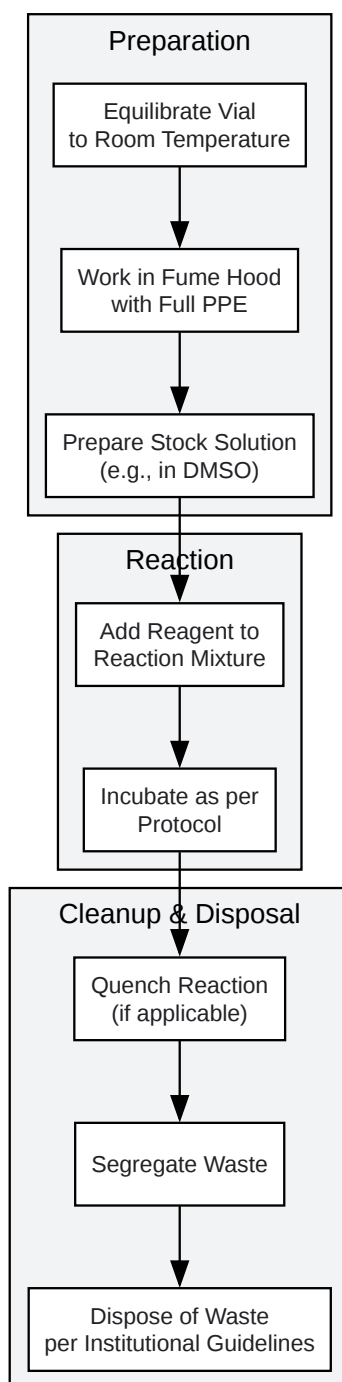 Preparation
Equilibrate Vial
to Room Temperature
Work in Fume Hood
with Full PPE
Prepare Stock Solution
(e.g., in DMSO)
Reaction
Add Reagent to
Reaction Mixture
Incubate as per
Protocol
Cleanup & Disposal
Quench Reaction
(if applicable)
Segregate Waste
Dispose of Waste
per Institutional Guidelines